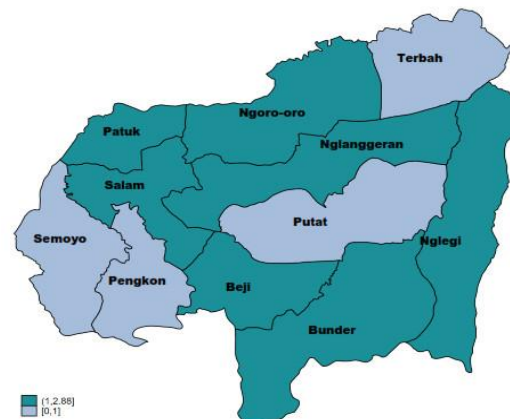 Terbah
Ngoro-oro
Patuk
Nglanggeran
Salam
Putat
Semoyo
Nglegi
Pengkon
Beji
Bunder
(1,2.88]
[0,1]